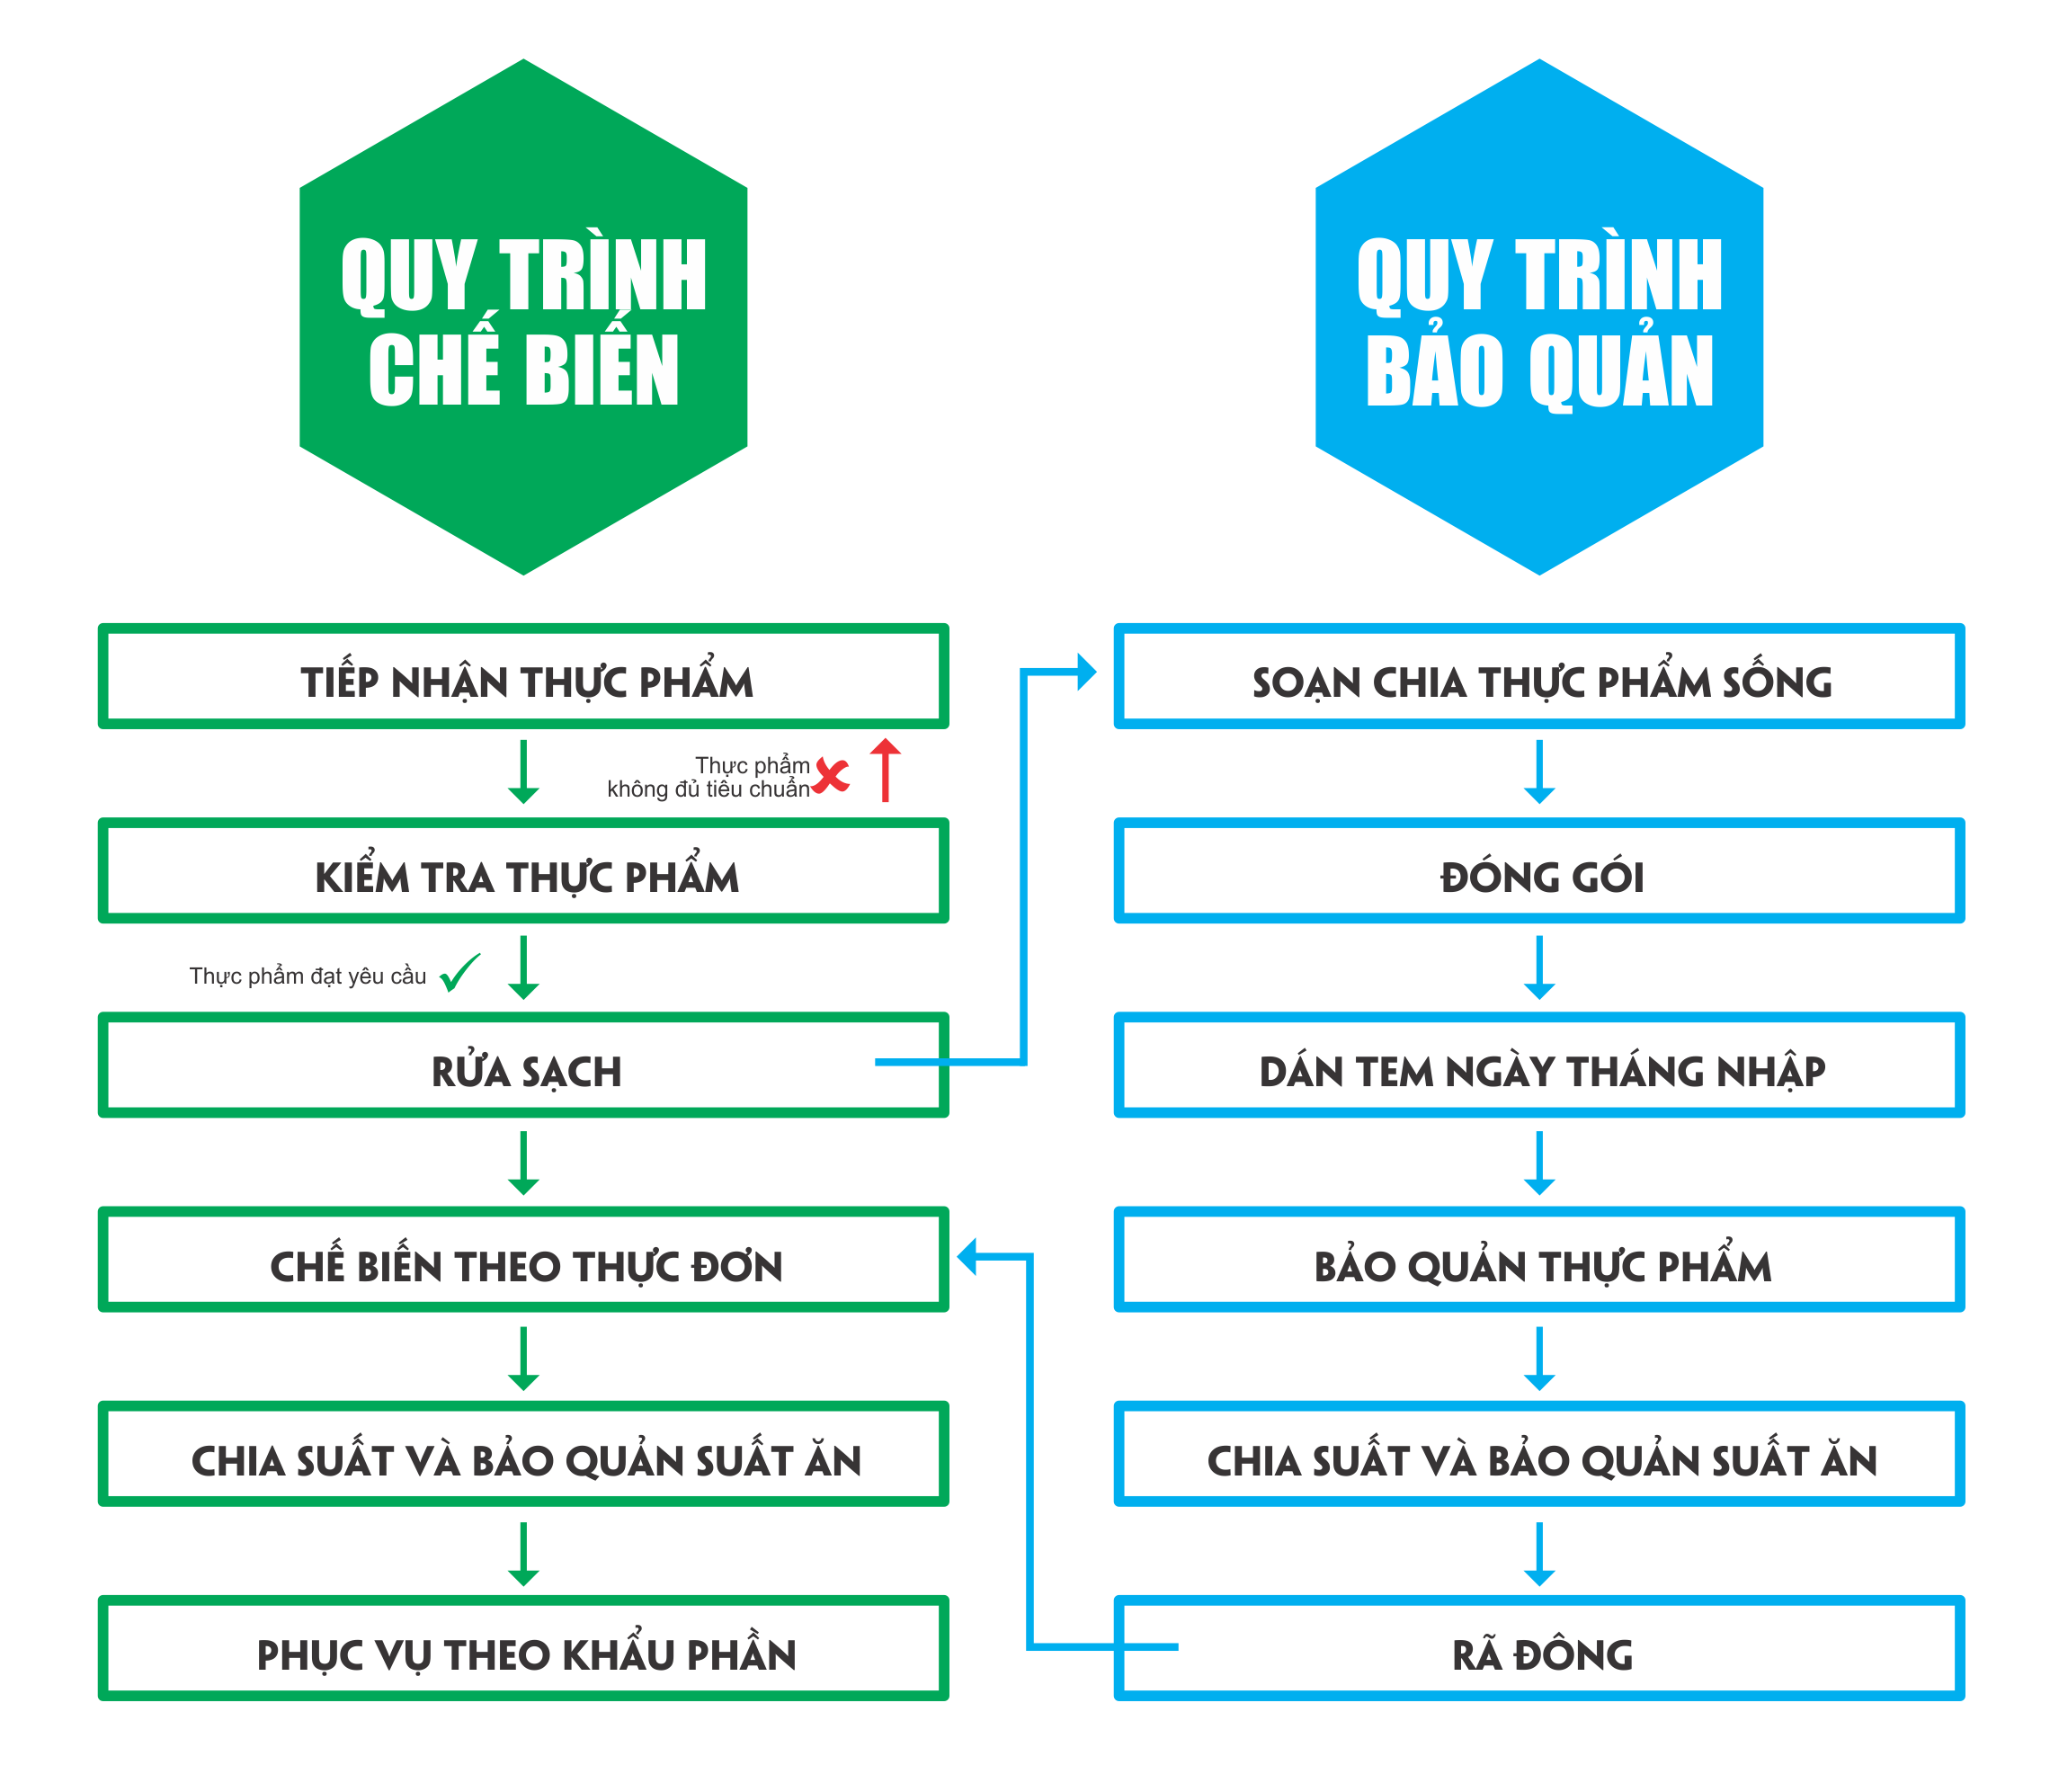 QUY TRÌNH
CHẾ BIẾN
TIẾP NHẬN THỰC PHẨM
Thực phẩm
không đủ tiêu chuẩn
KIỂM TRA THỰC PHẨM
Thực phẩm đạt yêu cầu
RỬA SẠCH
CHẾ BIẾN THEO THỰC ĐƠN
CHIA SUẤT VÀ BẢO QUẢN SUẤT ĂN
PHỤC VỤ THEO KHẨU PHẦN
QUY TRÌNH
BẢO QUẢN
SOẠN CHIA THỰC PHẨM SỐNG
ĐÓNG GÓI
DÁN TEM NGÀY THÁNG NHẬP
BẢO QUẢN THỰC PHẨM
CHIA SUẤT VÀ BẢO QUẢN SUẤT ĂN
RÃ ĐÔNG